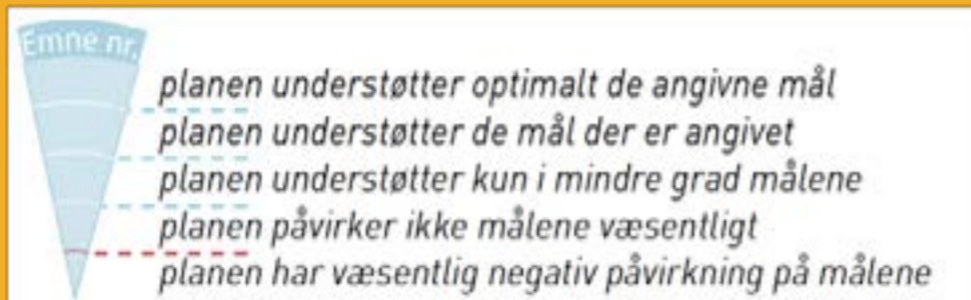 Emne nr.
planen understøtter optimalt de angivne mål
planen understøtter de mål der er angivet
planen understøtter kun i mindre grad målene
planen påvirker ikke målene væsentligt
planen har væsentlig negativ påvirkning på målene